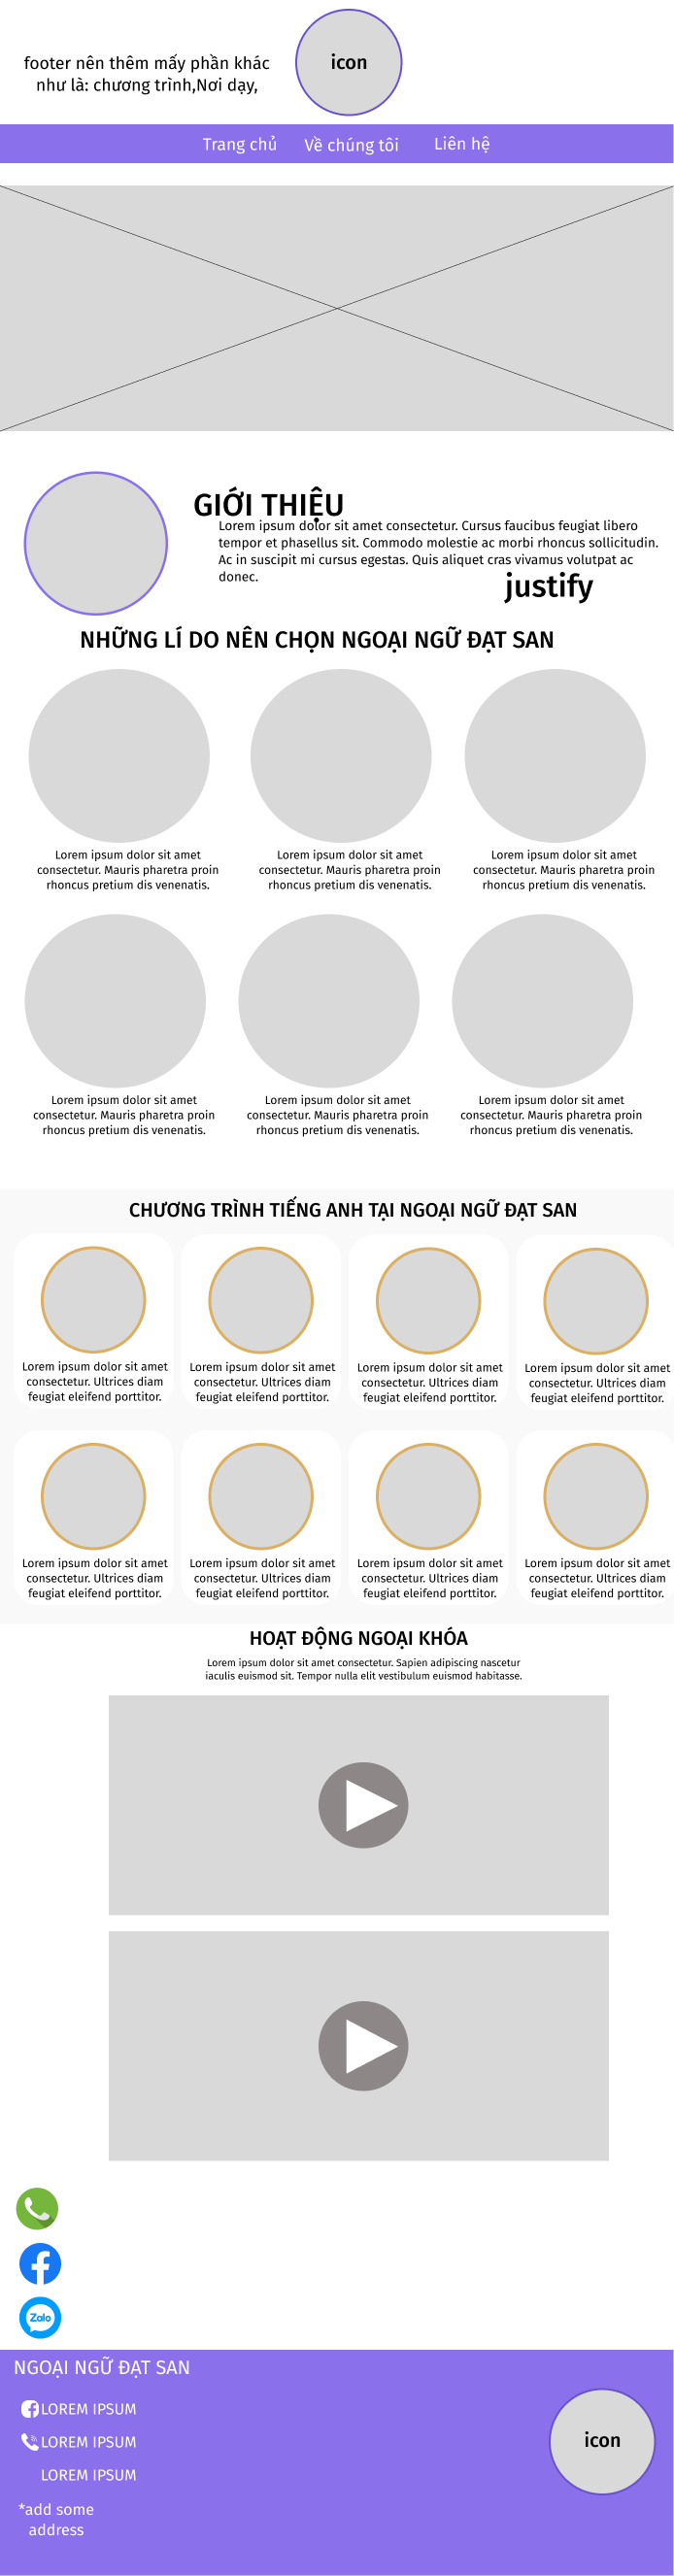 footer nên thêm mấy phần khác
như là: chương trình,Nơi dạy,
icon
Trang chủ
Về chúng tôi
Liên hệ
GIỚI THIỆU
Lorem ipsum dolor sit amet consectetur. Cursus faucibus feugiat libero
tempor et phasellus sit. Commodo molestie ac morbi rhoncus sollicitudin.
Ac in suscipit mi cursus egestas. Quis aliquet cras vivamus volutpat ac
donec.
justify
NHỮNG LÍ DO NÊN CHỌN NGOẠI NGỮ ĐẠT SAN
Lorem ipsum dolor sit amet
consectetur. Mauris pharetra proin
rhoncus pretium dis venenatis.
Lorem ipsum dolor sit amet
consectetur. Mauris pharetra proin
rhoncus pretium dis venenatis.
Lorem ipsum dolor sit amet
consectetur. Mauris pharetra proin
rhoncus pretium dis venenatis.
Lorem ipsum dolor sit amet
consectetur. Mauris pharetra proin
rhoncus pretium dis venenatis.
Lorem ipsum dolor sit amet
consectetur. Mauris pharetra proin
rhoncus pretium dis venenatis.
Lorem ipsum dolor sit amet
consectetur. Mauris pharetra proin
rhoncus pretium dis venenatis.
CHƯƠNG TRÌNH TIẾNG ANH TẠI NGOẠI NGỮ ĐẠT SAN
Lorem ipsum dolor sit amet
consectetur. Ultrices diam
feugiat eleifend porttitor.
Lorem ipsum dolor sit amet
consectetur. Ultrices diam
feugiat eleifend porttitor.
Lorem ipsum dolor sit amet
consectetur. Ultrices diam
feugiat eleifend porttitor.
Lorem ipsum dolor sit amet
consectetur. Ultrices diam
feugiat eleifend porttitor.
Lorem ipsum dolor sit amet
consectetur. Ultrices diam
feugiat eleifend porttitor.
Lorem ipsum dolor sit amet
consectetur. Ultrices diam
feugiat eleifend porttitor.
Lorem ipsum dolor sit amet
consectetur. Ultrices diam
feugiat eleifend porttitor.
Lorem ipsum dolor sit amet
consectetur. Ultrices diam
feugiat eleifend porttitor.
HOẠT ĐỘNG NGOẠI KHÓA
Lorem ipsum dolor sit amet consectetur. Sapien adipiscing nascetur
iaculis euismod sit. Tempor nulla elit vestibulum euismod habitasse.
Zalo
NGOẠI NGỮ ĐẠT SAN
LOREM IPSUM
LOREM IPSUM
LOREM IPSUM
*add some
address
icon